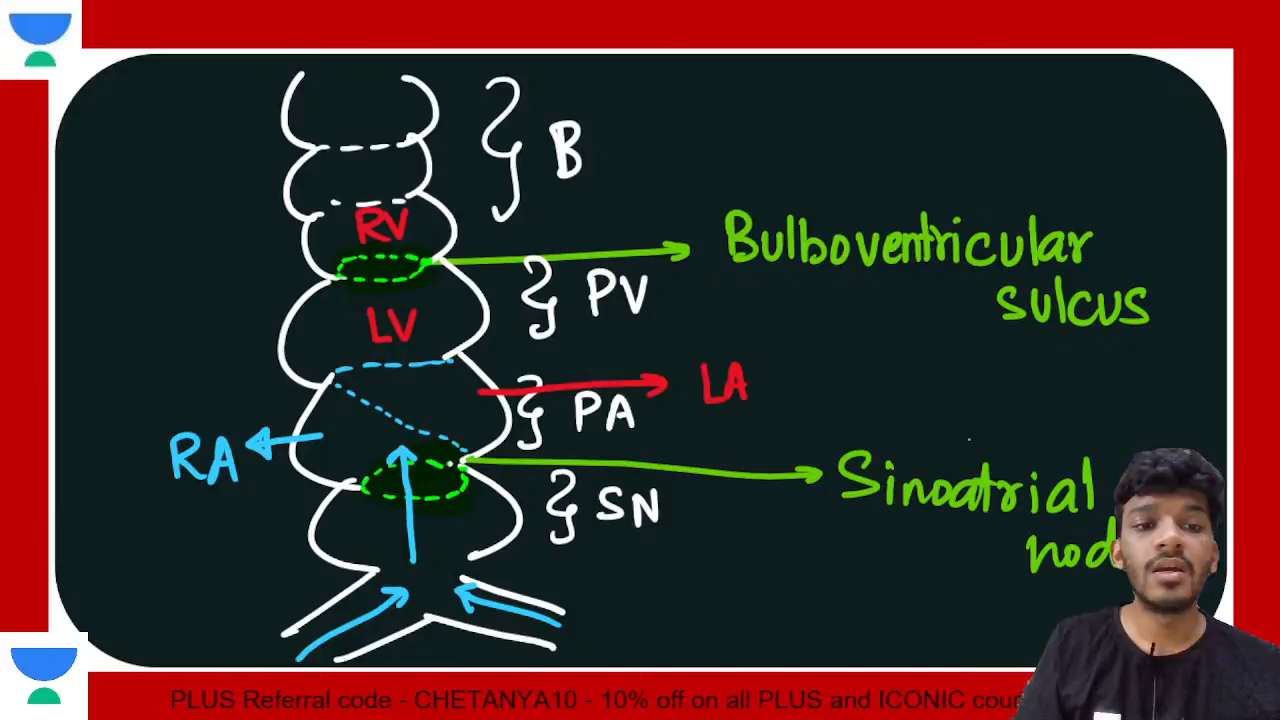 B
RV
Bulboventricular
sulcus
PV
LV
LA
PA
RA
Sinoatrial
SN
PLUS Referral code - CHETANYA10 - 10% off on all PLUS and ICONIC